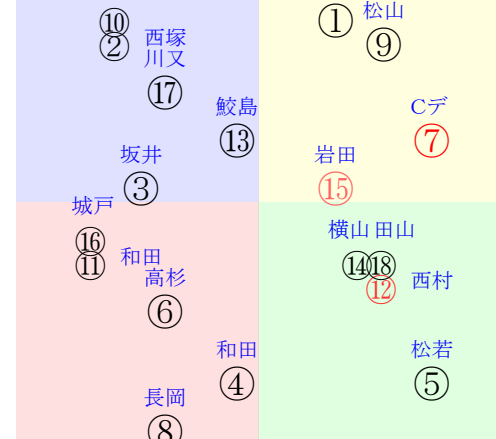 ⑩
②
西塚
川又
⑰
鮫島
⑬
坂井
③
①
松山
⑨
Cデ
⑦
岩田
⑮
城戸
⑯
⑪
和田
高杉
⑥
和田
④
長岡
⑧
横山 田山
⑭⑱
⑫
西村
松若
⑤